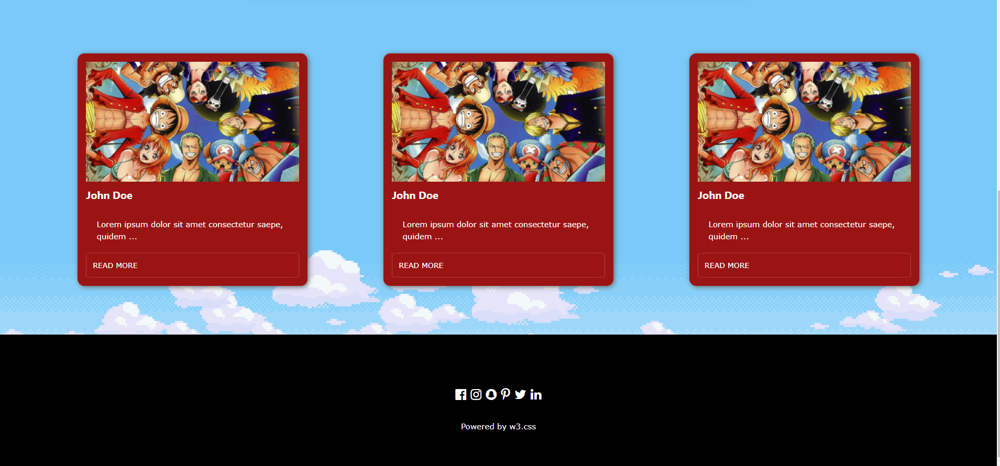 John Doe
Lorem ipsum dolor sit amet consectetur saepe,
quidem ...
READ MORE
John Doe
Lorem ipsum dolor sit amet consectetur saepe,
quidem ...
READ MORE
John Doe
Lorem ipsum dolor sit amet consectetur saepe,
quidem ...
READ MORE
Powered by w3.css